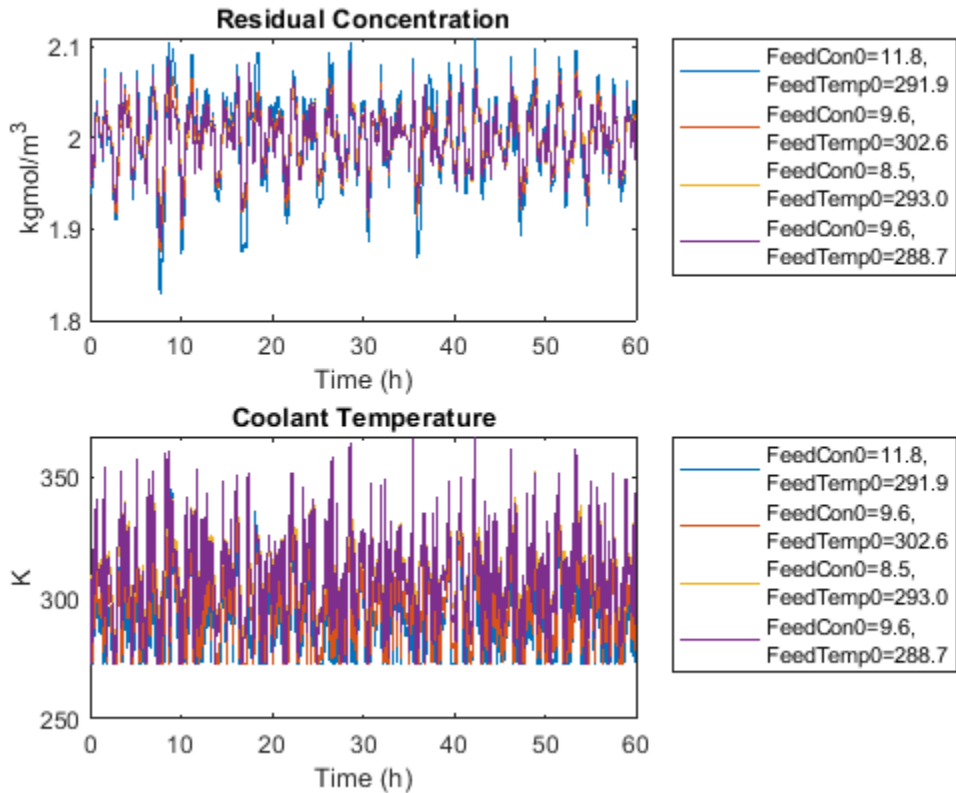 Residual Concentration
2.1
2
1.9
1.8
kgmol/m³
0 10 20 30 40 50 60
Time (h)
FeedCon0=11.8,
FeedTemp0=291.9
FeedCon0=9.6,
FeedTemp0=302.6
FeedCon0=8.5,
FeedTemp0=293.0
FeedCon0=9.6,
FeedTemp0=288.7
Coolant Temperature
350
300
250
K
0 10 20 30 40 50 60
Time (h)
FeedCon0=11.8,
FeedTemp0=291.9
FeedCon0=9.6,
FeedTemp0=302.6
FeedCon0=8.5,
FeedTemp0=293.0
FeedCon0=9.6,
FeedTemp0=288.7